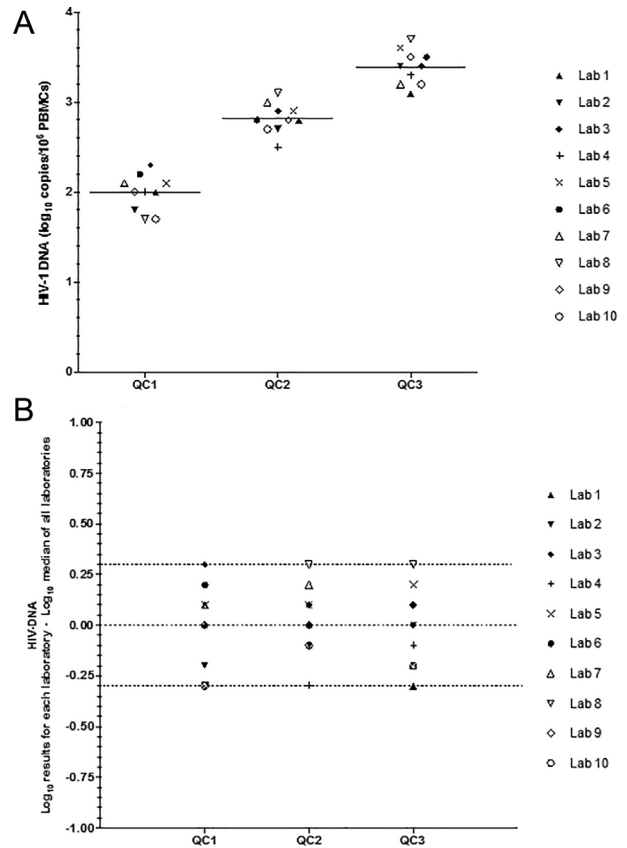 A
HIV-1 DNA (log10 copies/10^6 PBMCs)
4
3
2
1
0
QC1 QC2 QC3
Lab 1
Lab 2
Lab 3
Lab 4
Lab 5
Lab 6
Lab 7
Lab 8
Lab 9
Lab 10
B
HIV-DNA
Log10 results for each laboratory - Log10 median of all laboratories
1.00
0.75
0.50
0.25
0.00
-0.25
-0.50
-0.75
-1.00
QC1 QC2 QC3
Lab 1
Lab 2
Lab 3
Lab 4
Lab 5
Lab 6
Lab 7
Lab 8
Lab 9
Lab 10